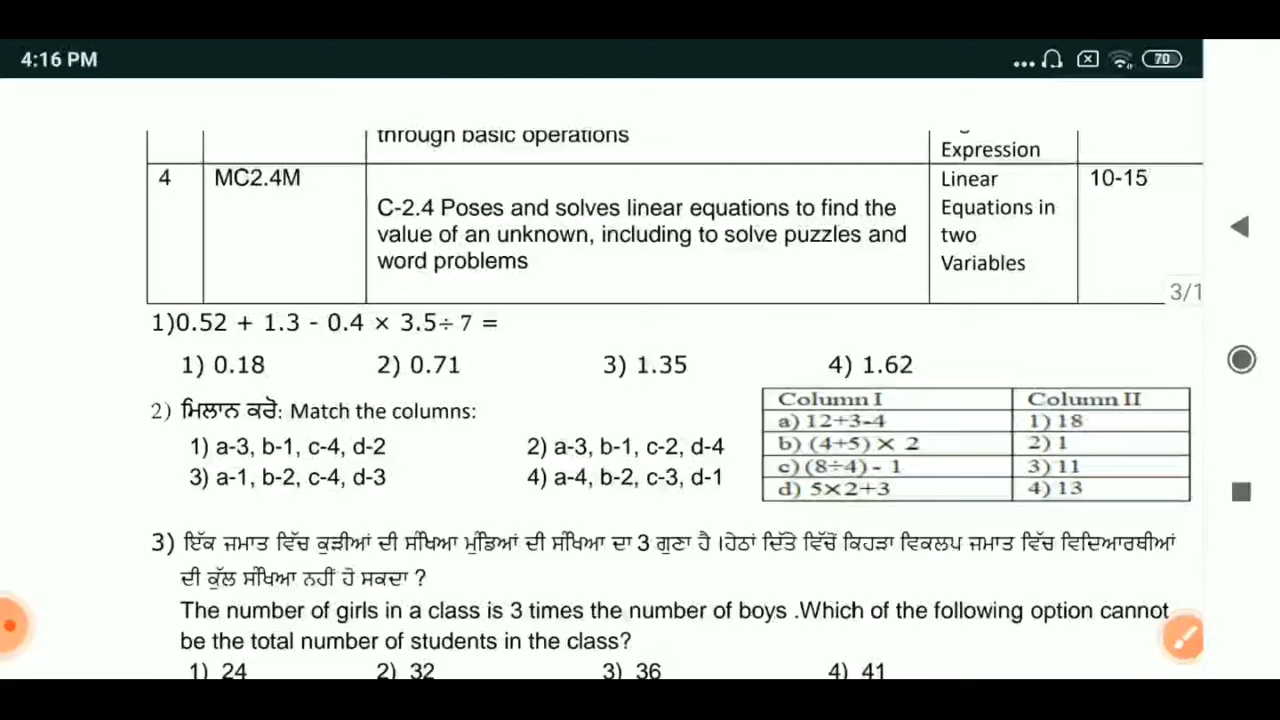 4:16 PM
70
through basic operations
Expression
4 MC2.4M C-2.4 Poses and solves linear equations to find the value of an unknown, including to solve puzzles and word problems Linear Equations in two Variables 10-15
3/1
1)0.52 + 1.3 - 0.4 × 3.5÷ 7 =
1) 0.18 2) 0.71 3) 1.35 4) 1.62
2) ਮਿਲਾਨ ਕਰੋ: Match the columns:
1) a-3, b-1, c-4, d-2 2) a-3, b-1, c-2, d-4
3) a-1, b-2, c-4, d-3 4) a-4, b-2, c-3, d-1
Column I Column II
a) 12+3-4 1) 18
b) (4+5) × 2 2) 1
c) (8÷4) - 1 3) 11
d) 5×2+3 4) 13
3) ਇੱਕ ਜਮਾਤ ਵਿੱਚ ਕੁੜੀਆਂ ਦੀ ਸੰਖਿਆ ਮੁੰਡਿਆਂ ਦੀ ਸੰਖਿਆ ਦਾ 3 ਗੁਣਾ ਹੈ ।ਹੇਠਾਂ ਦਿੱਤੇ ਵਿੱਚੋਂ ਕਿਹੜਾ ਵਿਕਲਪ ਜਮਾਤ ਵਿੱਚ ਵਿਦਿਆਰਥੀਆਂ
ਦੀ ਕੁੱਲ ਸੰਖਿਆ ਨਹੀਂ ਹੋ ਸਕਦਾ ?
The number of girls in a class is 3 times the number of boys .Which of the following option cannot
be the total number of students in the class?
1) 24 2) 32 3) 36 4) 41